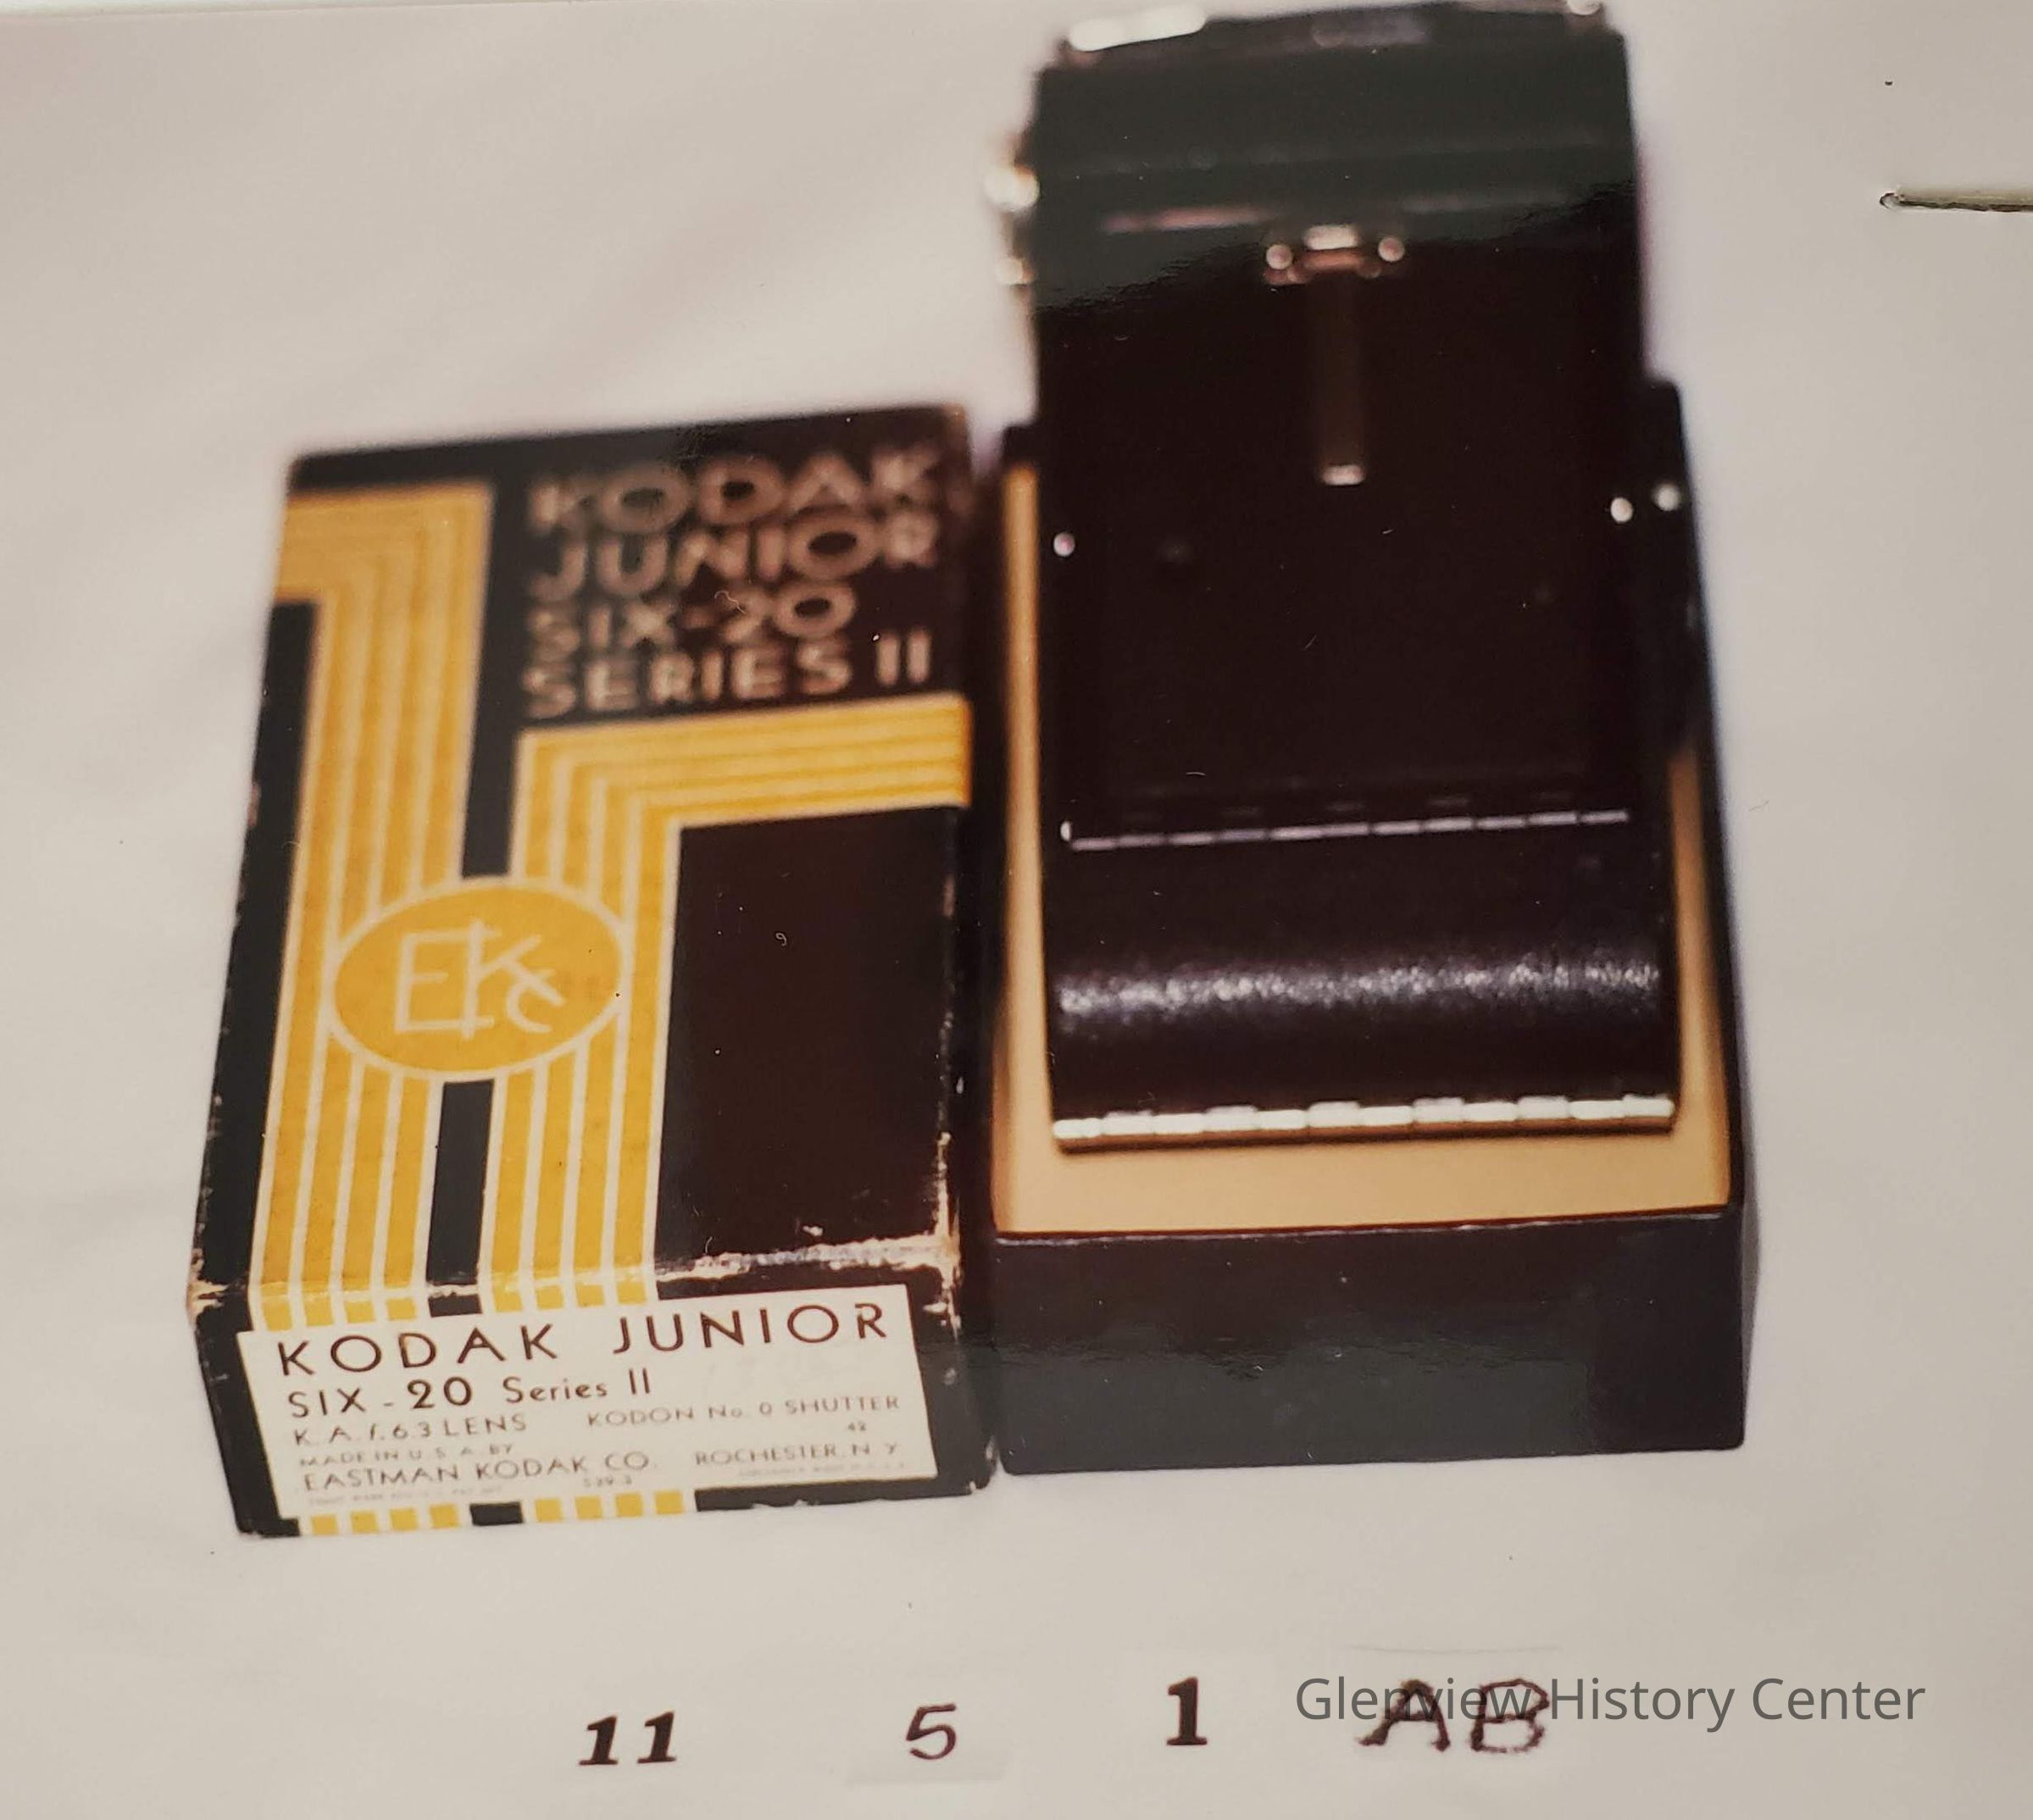 KODAK
JUNIOR
SIX-20
SERIES II
EKC
KODAK JUNIOR
SIX-20 Series II
K.A. f.6.3 LENS KODON No. 0 SHUTTER
48
MADE IN U.S.A. BY
EASTMAN KODAK CO. ROCHESTER, N.Y.
11 5 1 AB
Glenview History Center